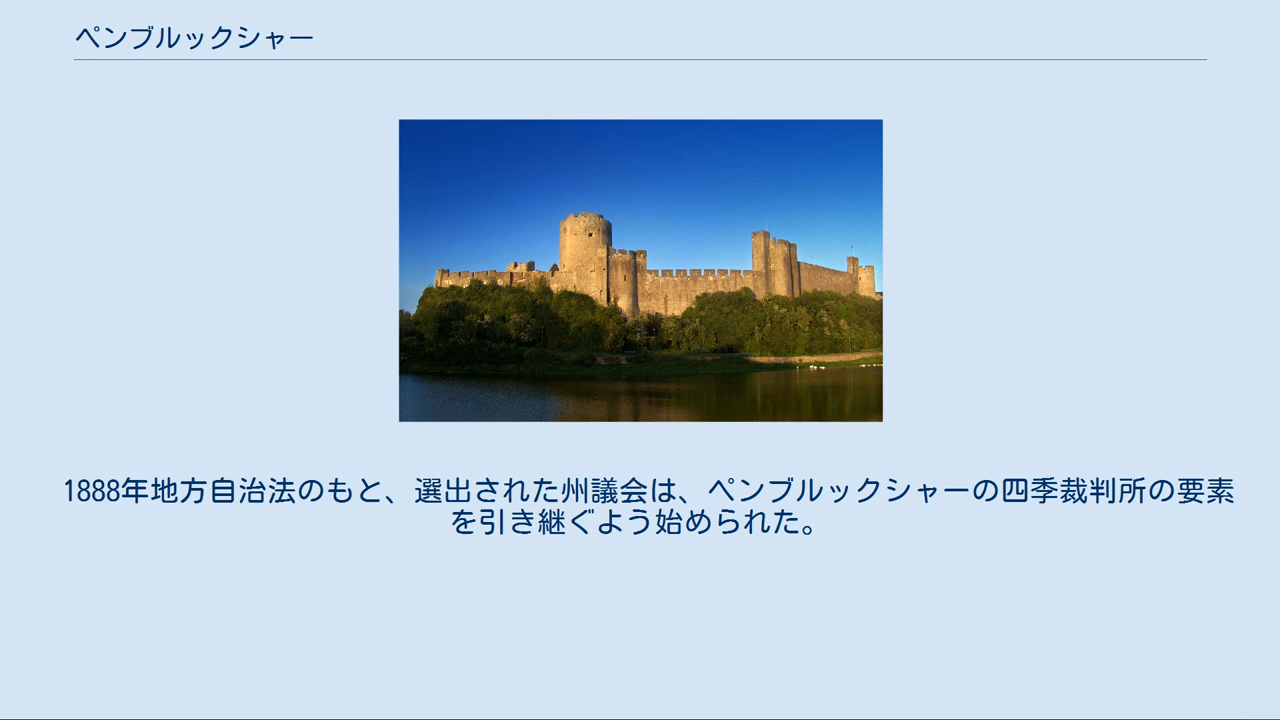 ペンブルックシャー
1888年地方自治法のもと、選出された州議会は、ペンブルックシャーの四季裁判所の要素
を引き継ぐよう始められた。